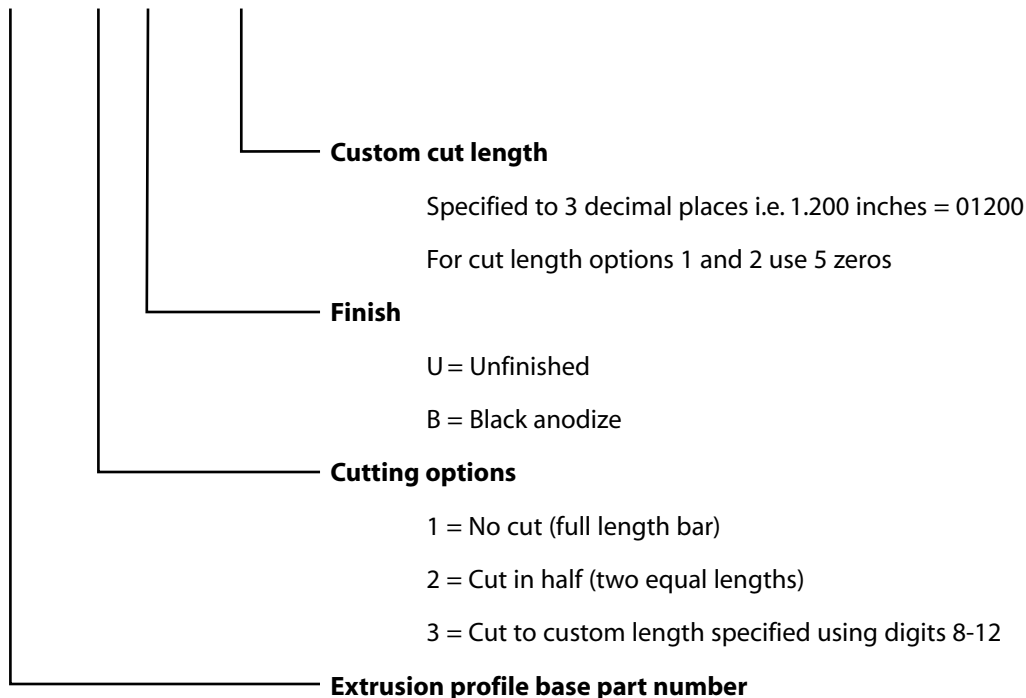 Custom cut length
Specified to 3 decimal places i.e. 1.200 inches = 01200
For cut length options 1 and 2 use 5 zeros
Finish
U = Unfinished
B = Black anodize
Cutting options
1 = No cut (full length bar)
2 = Cut in half (two equal lengths)
3 = Cut to custom length specified using digits 8-12
Extrusion profile base part number